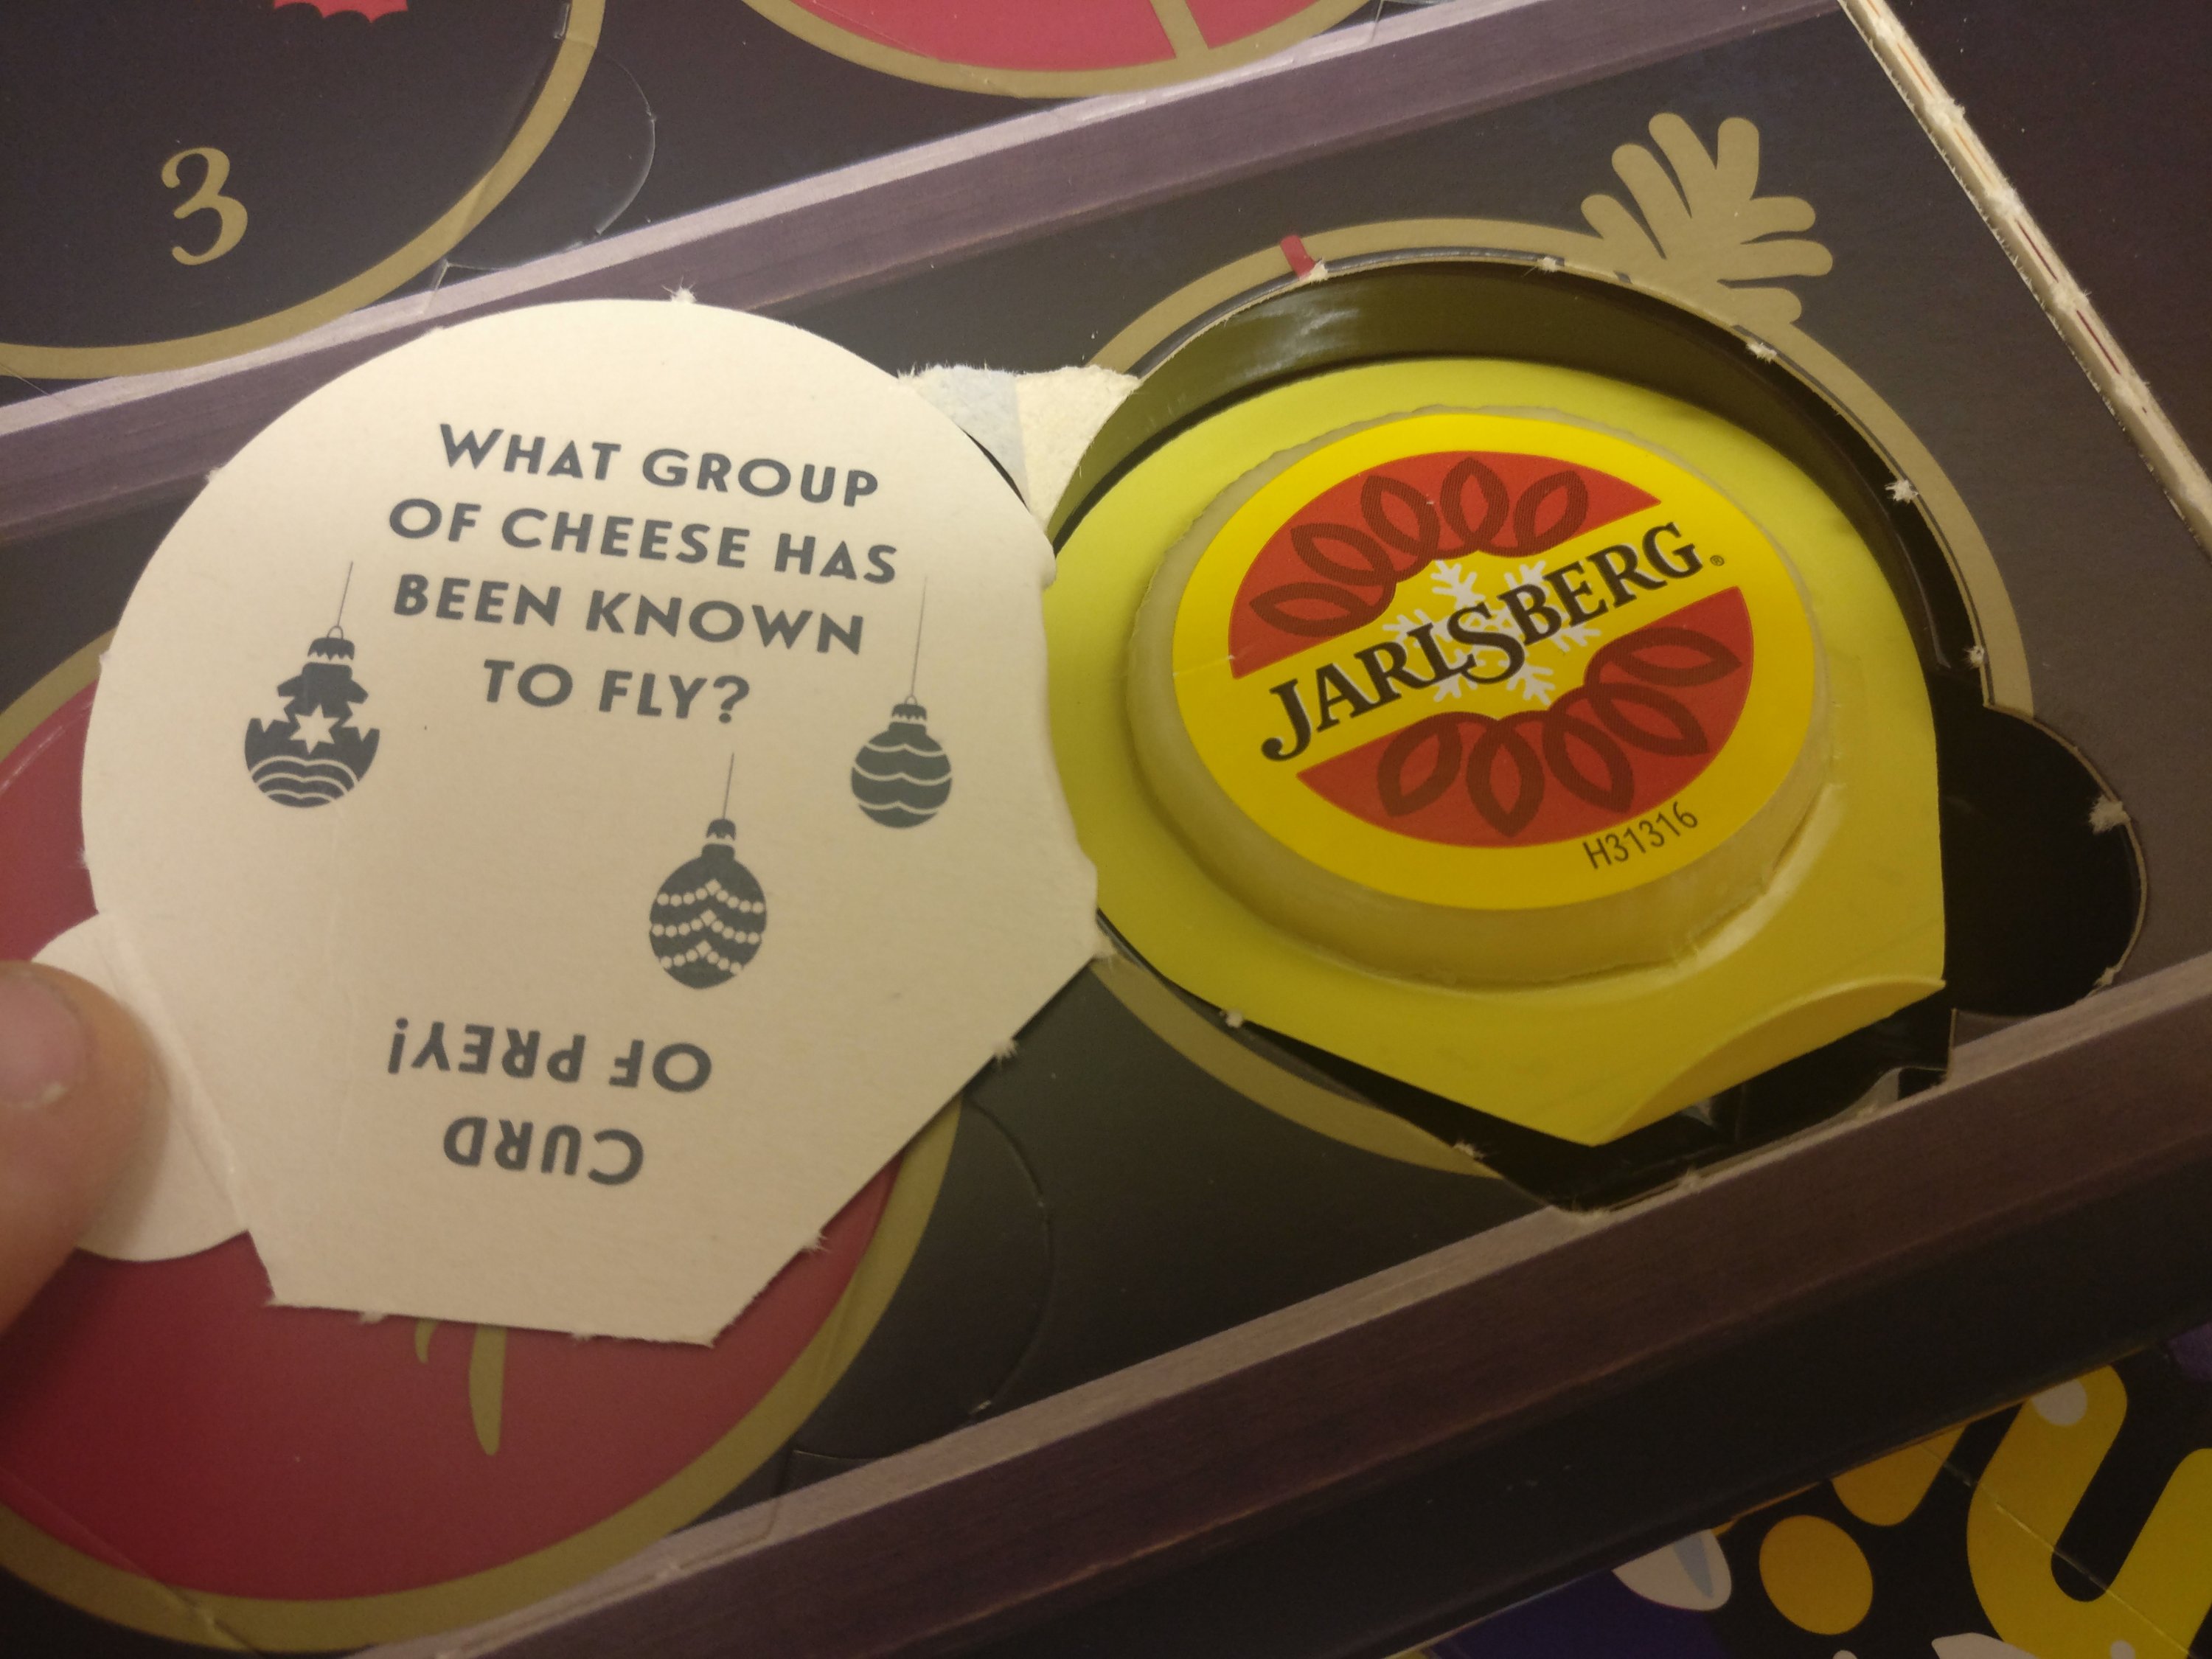 3
WHAT GROUP
OF CHEESE HAS
BEEN KNOWN
TO FLY?
CURD
OF PREY!
JARLSBERG®
H31316